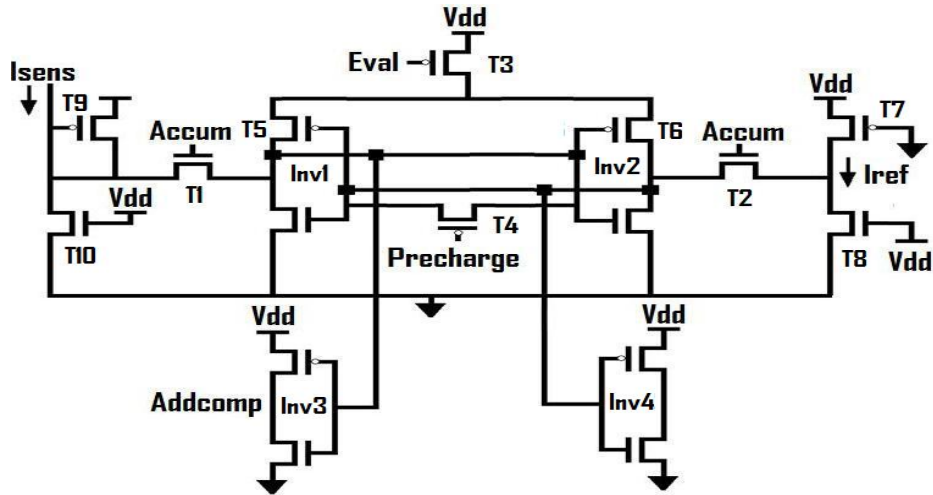 Vdd
Eval
T3
Isens
T9
Accum
T5
T6
Accum
Vdd
T7
Inv1
Inv2
Iref
Vdd
T1
T2
T10
T4
T8
Precharge
Vdd
Vdd
Vdd
Addcomp
Inv3
Inv4